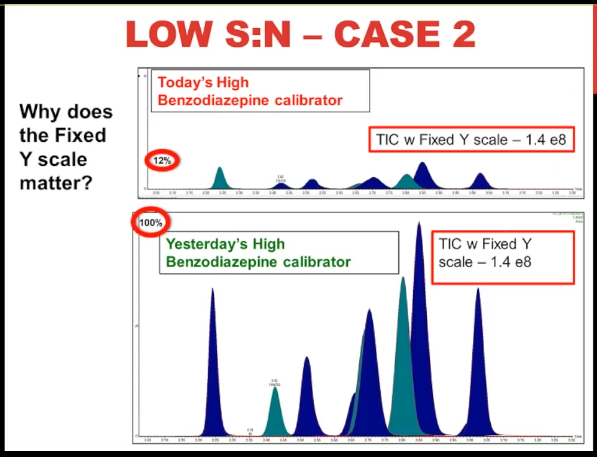 LOW S:N – CASE 2
Why does
the Fixed
Y scale
matter?
Today's High
Benzodiazepine calibrator
TIC w Fixed Y scale – 1.4 e8
12%
100%
Yesterday's High
Benzodiazepine calibrator
TIC w Fixed Y
scale – 1.4 e8